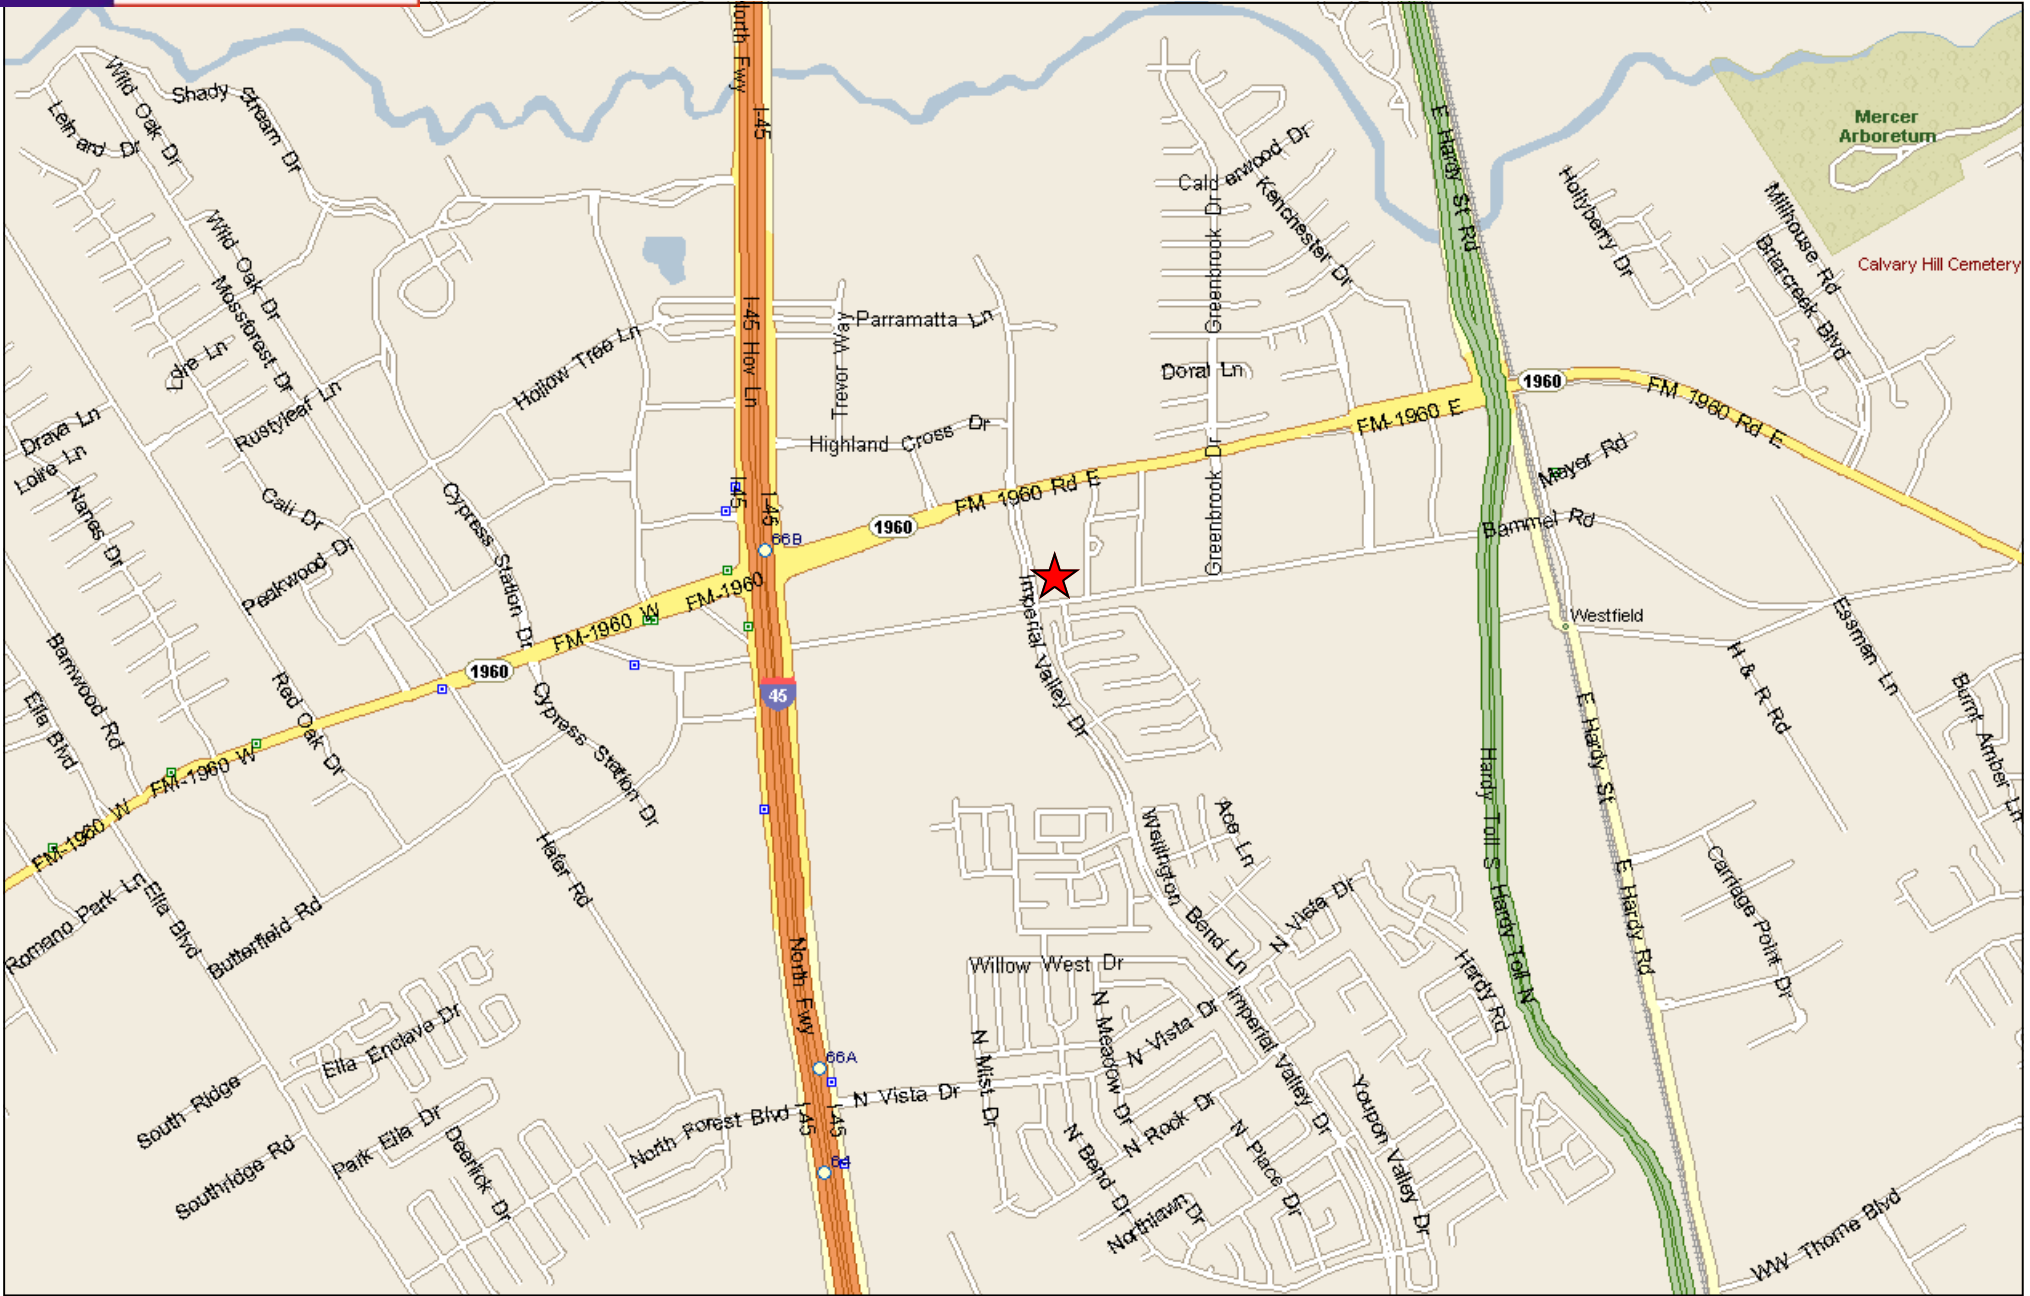 North Fwy
Wild Oak Dr
Shady Stream Dr
I-45
E Hardy St Rd
Mercer
Arboretum
Calderwood Dr
Kenchester Dr
Hollyberry Dr
Millhouse Rd
Wild Oak Dr
Greenbrook Dr
Briarcreek Blvd
Calvary Hill Cemetery
Mossforest Dr
I-45 Hov Ln
Parramatta Ln
Trevor Way
Hollow Tree Ln
Doral Ln
1960
FM 1960 Rd E
Rustyleaf Ln
FM-1960 E
Drava Ln
Highland Cross Dr
Greenbrook Dr
Meyer Rd
Loire Ln
Nanes Dr
Cali Dr
Cypress Station Dr
I-45
I-45
FM 1960 Rd E
1960
Bammel Rd
66B
Peakwood Dr
FM-1960
Imperial Valley Dr
FM-1960 W
Westfield
Essman Ln
Bamwood Rd
1960
H & R Rd
45
Red Oak Dr
Ella Blvd
Cypress Station Dr
E Hardy St
Burnt Amber Ln
FM-1960 W
Hardy Toll S
FM-1960 W
Wellington Bend Ln
Ace Ln
Hafer Rd
Carriage Point Dr
E Hardy Rd
Romano Park Ln
Ella Blvd
Butterfield Rd
N Vista Dr
Hardy Toll N
North Fwy
Willow West Dr
Hardy Rd
Imperial Valley Dr
N Meadow Dr
N Vista Dr
Ella Enclave Dr
N Mist Dr
66A
South Ridge
N Vista Dr
Youpon Valley Dr
Park Ella Dr
North Forest Blvd
I-45
I-45
N Rock Dr
N Bend Dr
N Place Dr
Southridge Rd
Deerlick Dr
64
Northlawn Dr
WW Thorne Blvd